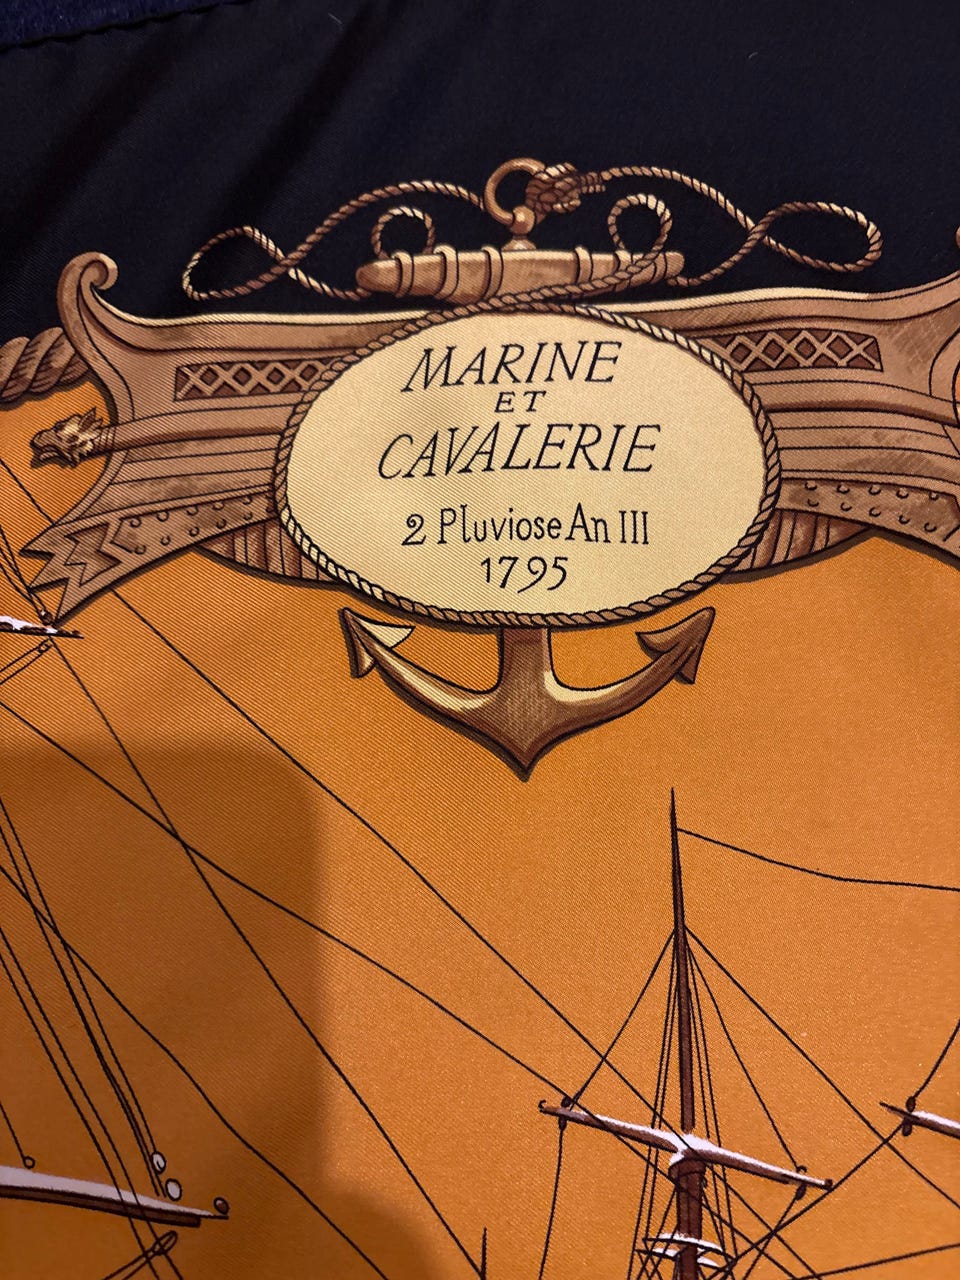 MARINE
ET
CAVALERIE
2 Pluviose An III
1795